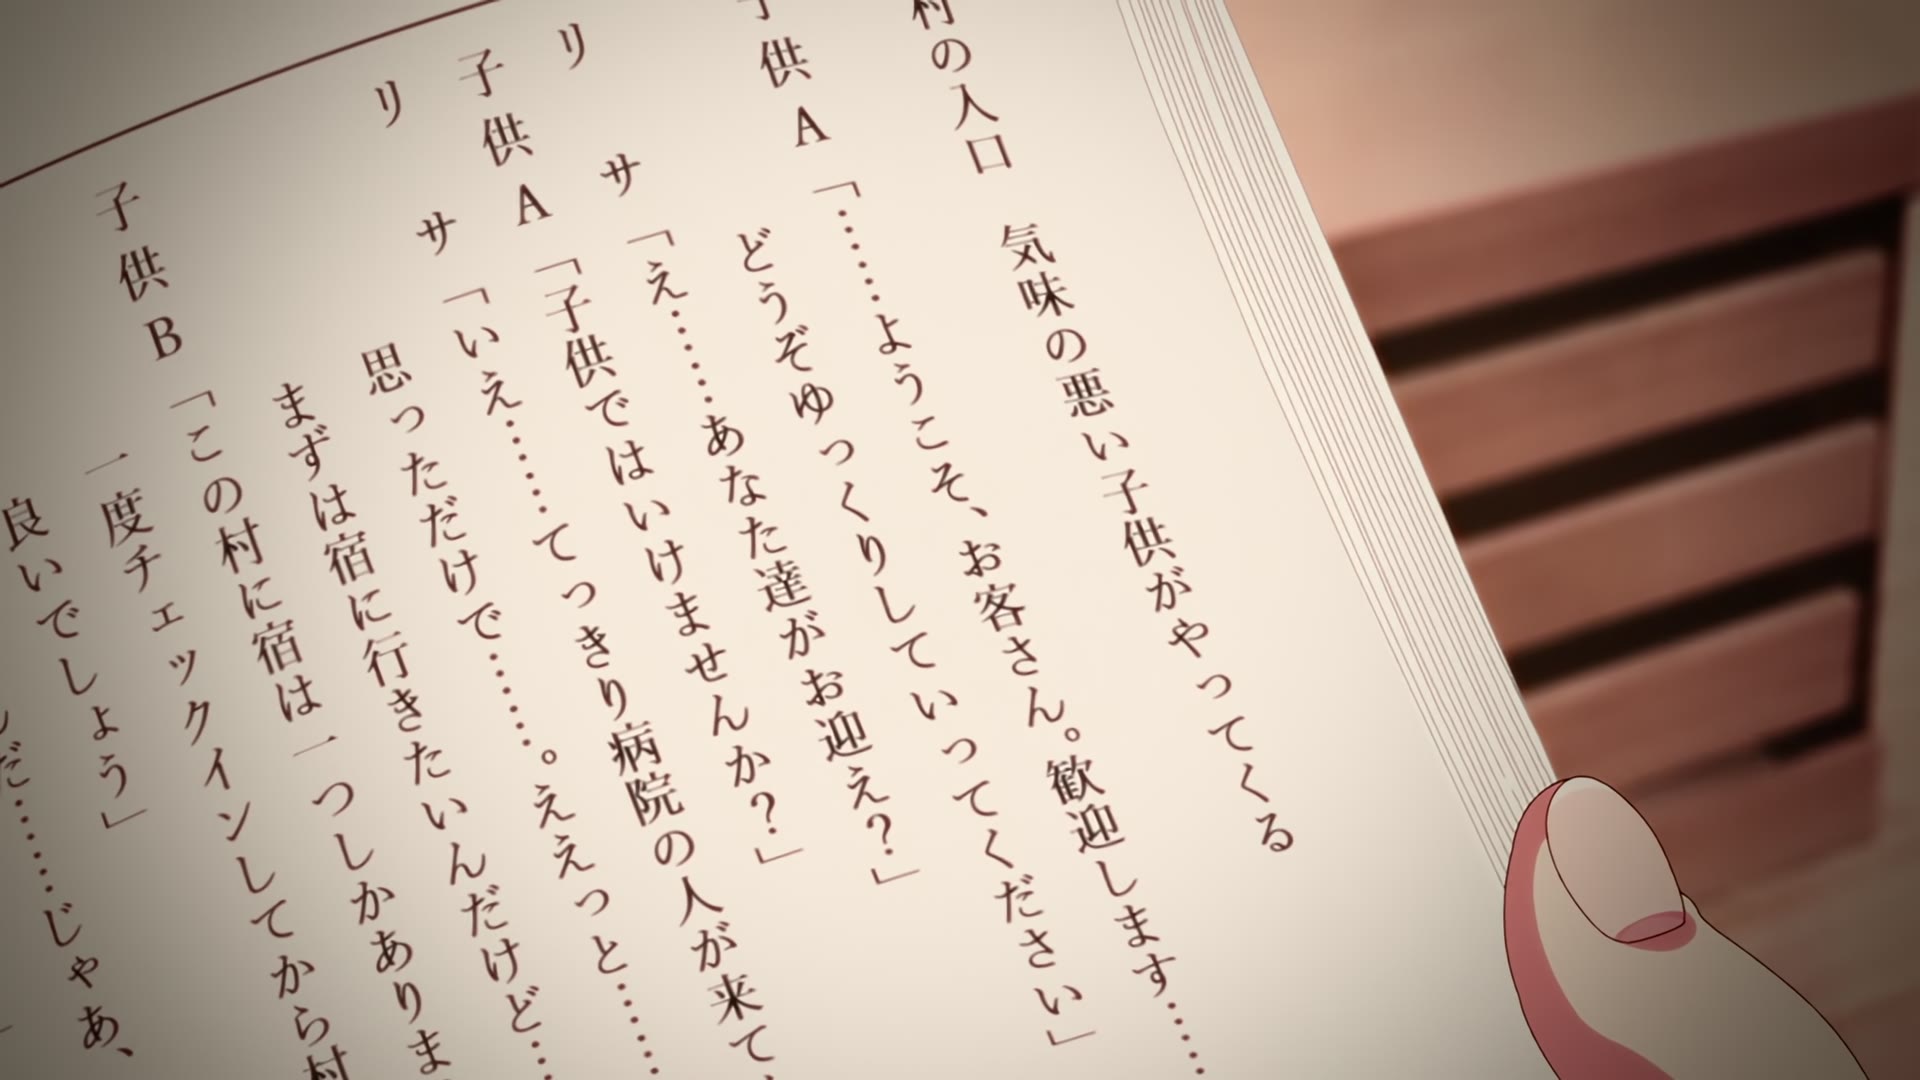 村の入口　気味の悪い子供がやってくる
子供A「……ようこそ、お客さん。歓迎します……
どうぞゆっくりしていってください」
リサ「え……あなた達がお迎え？」
子供A「子供ではいけませんか？」
リサ「いえ……てっきり病院の人が来て、
思っただけで……。ええっと……
まずは宿に行きたいんだけど…
子供B「この村に宿は一つしかありま
一度チェックインしてから村
良いでしょう」
だ……じゃあ、